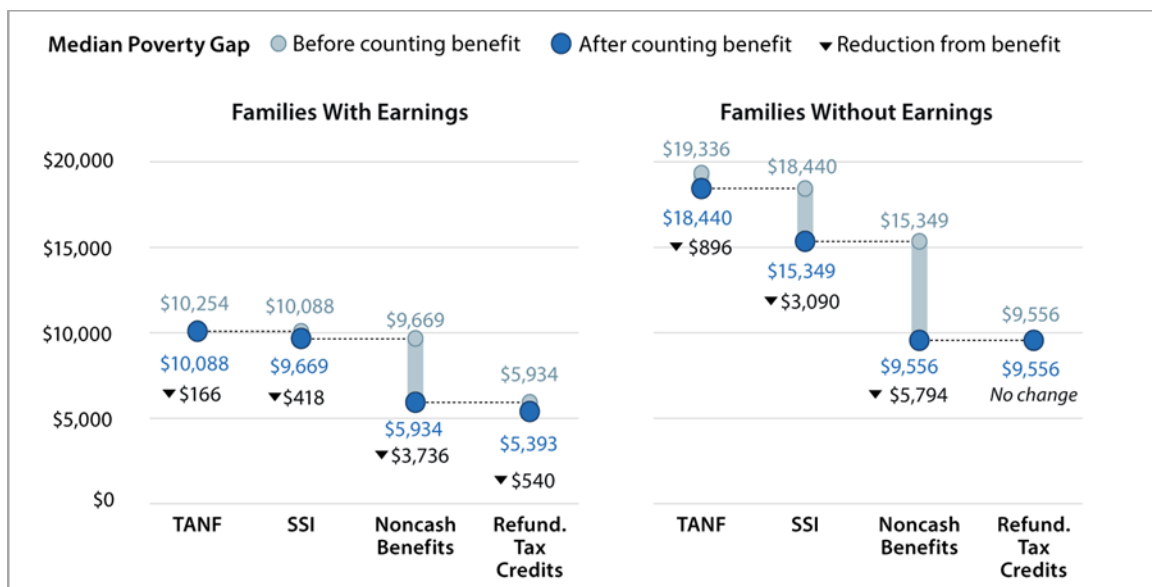 Median Poverty Gap Before counting benefit After counting benefit ▼ Reduction from benefit
Families With Earnings
$20,000
$15,000
$10,000
$5,000
$0
$10,254
$10,088
▼ $166
$10,088
$9,669
▼ $418
$9,669
$5,934
▼ $3,736
$5,934
$5,393
▼ $540
TANF
SSI
Noncash
Benefits
Refund.
Tax
Credits
Families Without Earnings
$19,336
$18,440
▼ $896
$18,440
$15,349
▼ $3,090
$15,349
$9,556
▼ $5,794
$9,556
$9,556
No change
TANF
SSI
Noncash
Benefits
Refund.
Tax
Credits